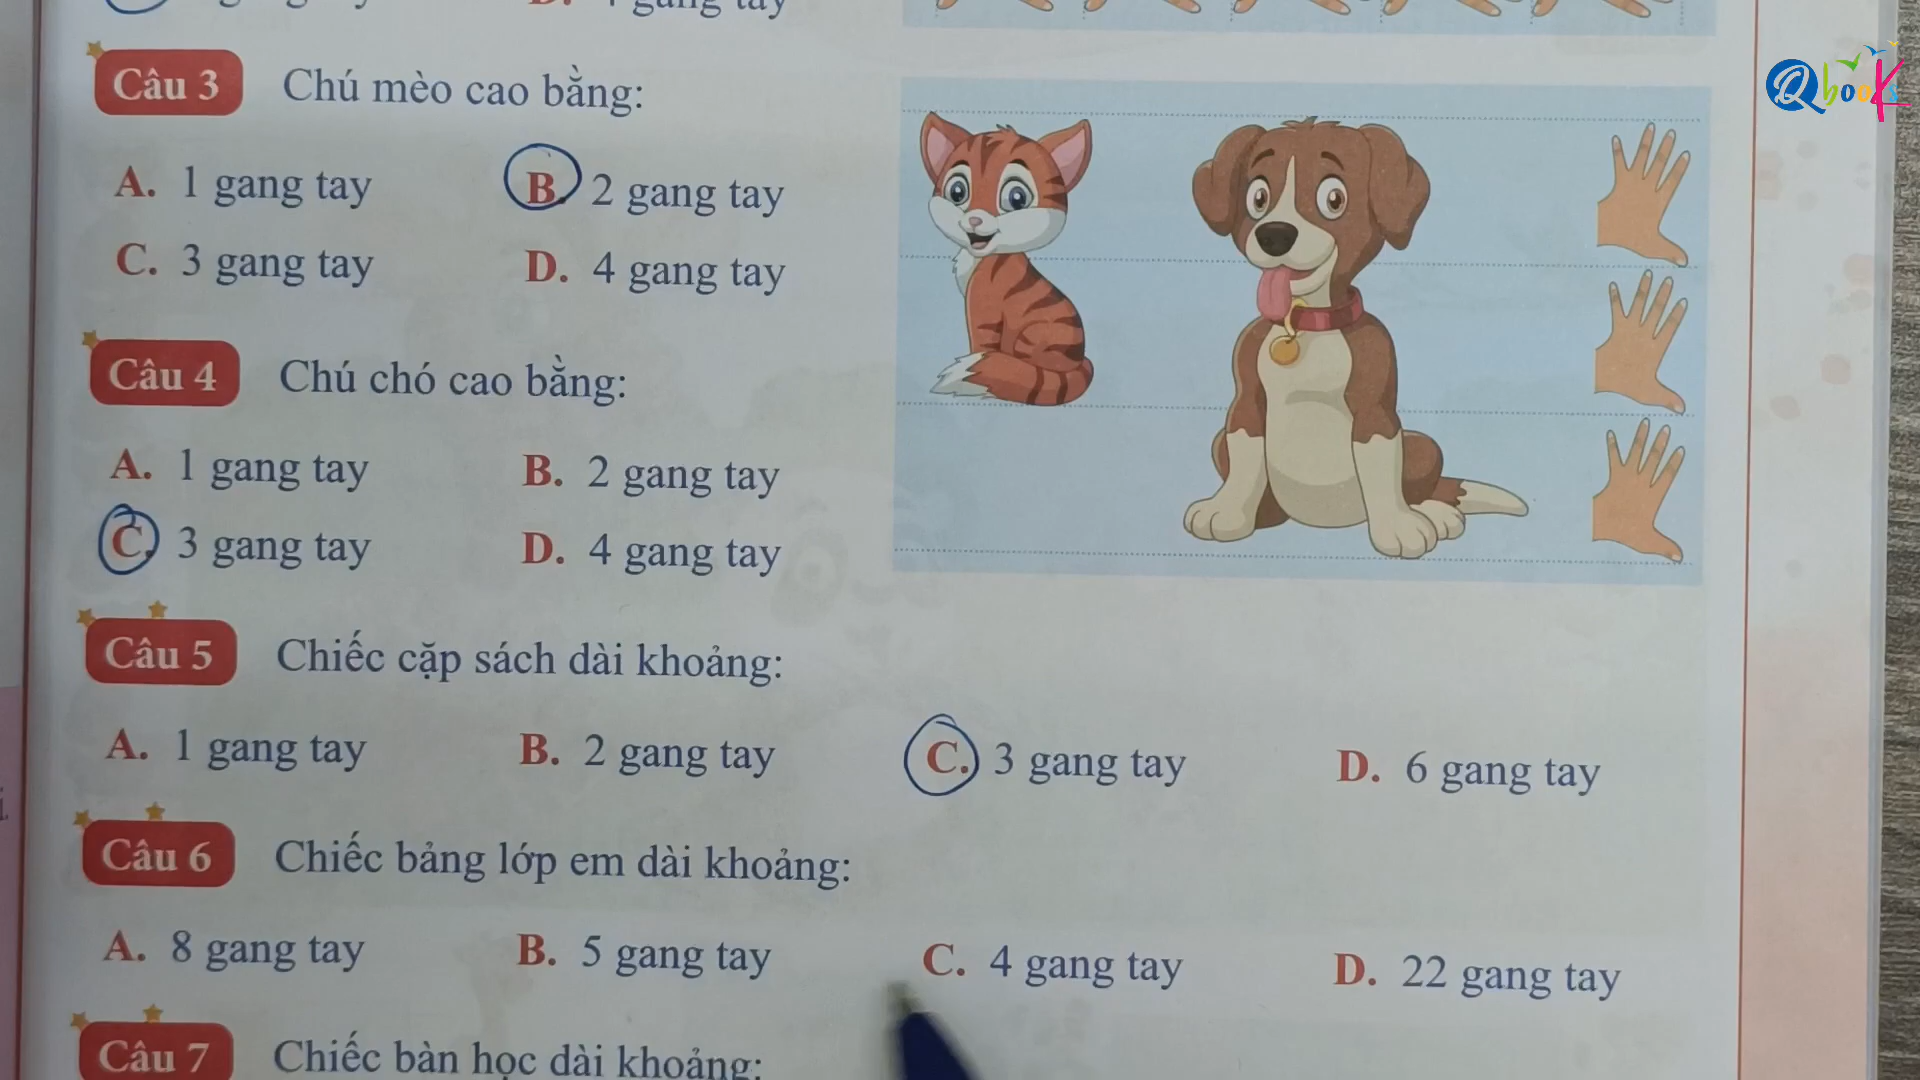 Qbooks
Câu 3 Chú mèo cao bằng:
A. 1 gang tay B. 2 gang tay
C. 3 gang tay D. 4 gang tay
Câu 4 Chú chó cao bằng:
A. 1 gang tay B. 2 gang tay
C. 3 gang tay D. 4 gang tay
Câu 5 Chiếc cặp sách dài khoảng:
A. 1 gang tay B. 2 gang tay C. 3 gang tay D. 6 gang tay
Câu 6 Chiếc bảng lớp em dài khoảng:
A. 8 gang tay B. 5 gang tay C. 4 gang tay D. 22 gang tay
Câu 7 Chiếc bàn học dài khoảng: